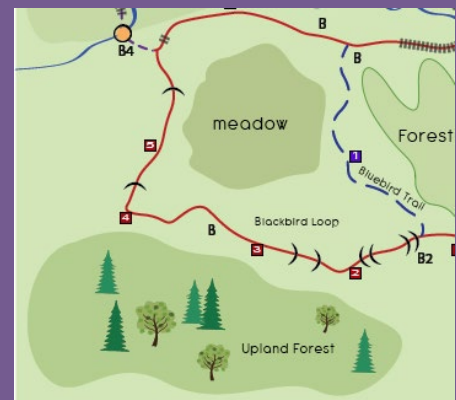 B
B4
B
5
meadow
Forest
1
Bluebird Trail
4
B
Blackbird Loop
3
B2
2
Upland Forest